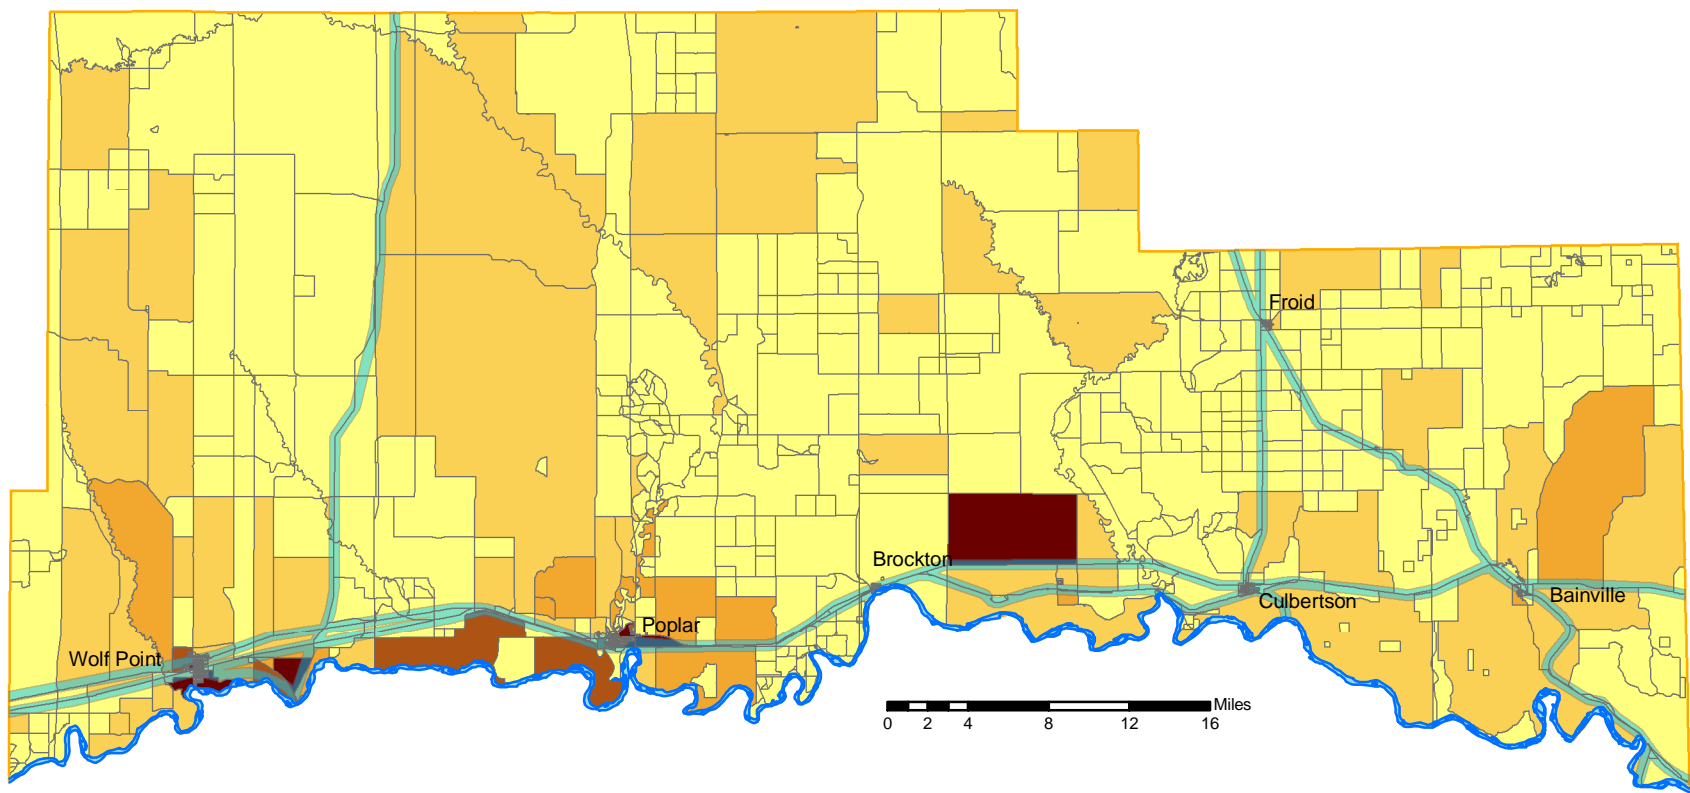 Froid
Brockton
Bainville
Culbertson
Poplar
Wolf Point
Miles
0 2 4 8 12 16